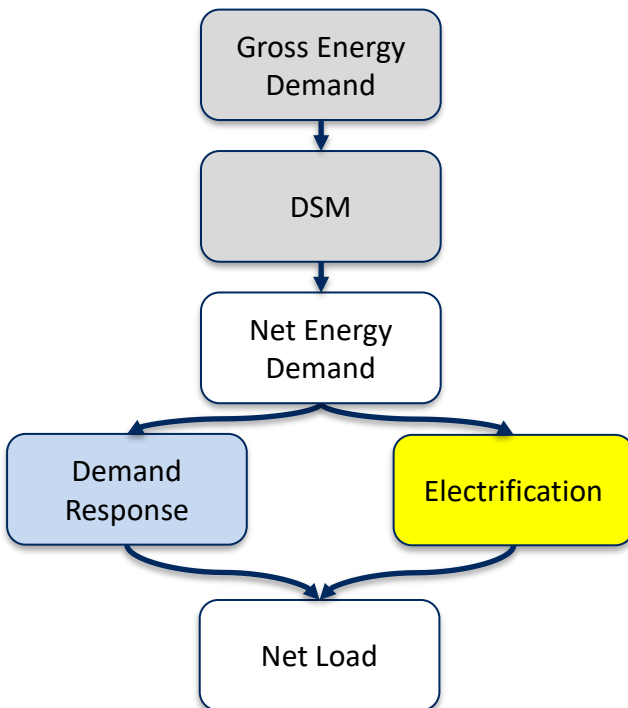 Gross Energy
Demand
DSM
Net Energy
Demand
Demand
Response
Electrification
Net Load